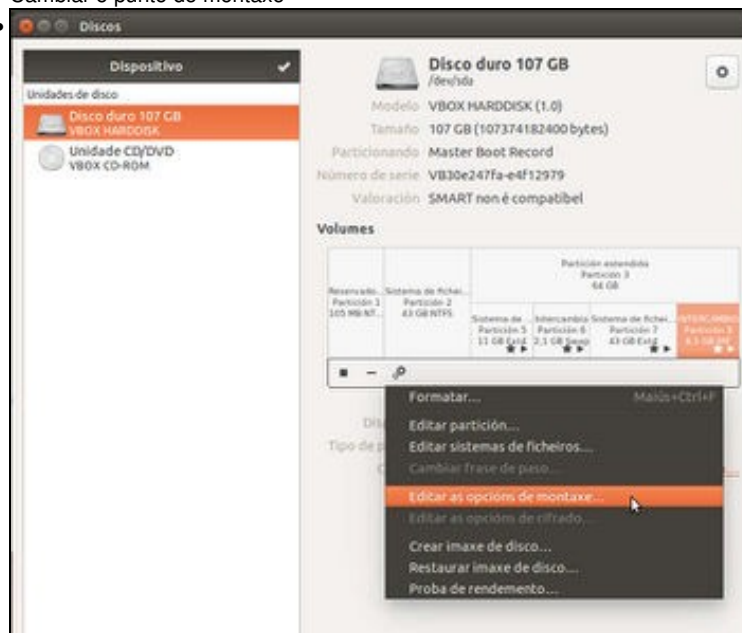 Cambiar o punto de montaxe
Discos
Dispositivo
Unidades de disco
Disco duro 107 GB
VBOX HARDDISK
Unidade CD/DVD
VBOX CD-ROM
Disco duro 107 GB
/dev/sda
Modelo VBOX HARDDISK (1.0)
Tamaño 107 GB (107374182400 bytes)
Particionando Master Boot Record
Número de serie VB30e247fa-e4f12979
Valoración SMART non é compatíbel
Volumes
Reservado...
Partición 1
105 MB NT...
Sistema de fichei...
Partición 2
43 GB NTFS
Partición estendida
Partición 3
64 GB
Sistema de ...
Partición 5
11 GB Ext4
Intercambio
Partición 6
2,1 GB Swap
Sistema de fichei...
Partición 7
43 GB Ext4
INTERCAMBIO
Partición 8
Formatar... Maiús+Ctrl+F
Editar partición...
Editar sistemas de ficheiros...
Cambiar frase de paso...
Editar as opcións de montaxe...
Editar as opcións de cifrado...
Crear imaxe de disco...
Restaurar imaxe de disco...
Proba de rendemento...
Tipo de p